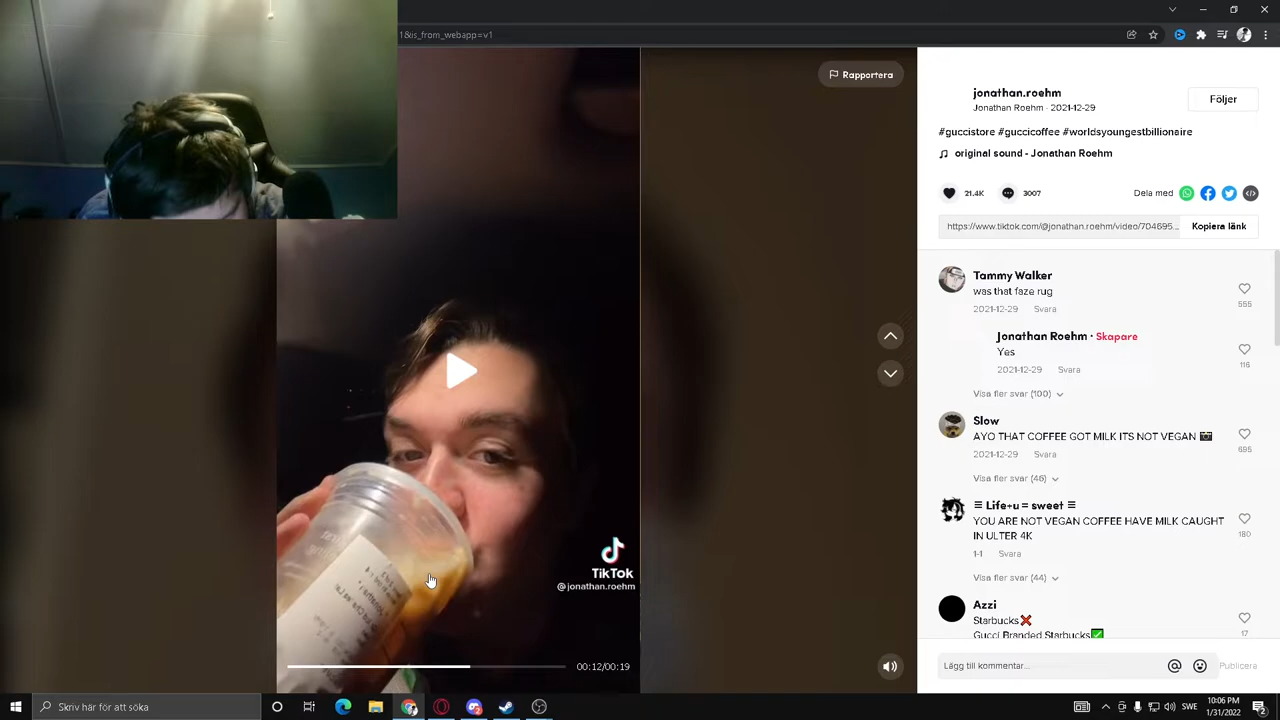 1&is_from_webapp=v1
Rapportera
TikTok
@jonathan.roehm
00:12/00:19
jonathan.roehm
Jonathan Roehm · 2021-12-29
Följer
#guccistore #guccicoffee #worldsyoungestbillionaire
original sound - Jonathan Roehm
21.4K
3007
Dela med
https://www.tiktok.com/@jonathan.roehm/video/704695...
Kopiera länk
Tammy Walker
was that faze rug
555
2021-12-29 Svara
Jonathan Roehm · Skapare
Yes
116
2021-12-29 Svara
Visa fler svar (100)
Slow
AYO THAT COFFEE GOT MILK ITS NOT VEGAN 📸
695
2021-12-29 Svara
Visa fler svar (46)
≡ Life+u = sweet ≡
YOU ARE NOT VEGAN COFFEE HAVE MILK CAUGHT
IN ULTER 4K
180
1-1 Svara
Visa fler svar (44)
Azzi
Starbucks❌
17
Gucci Branded Starbucks✅
Lägg till kommentar...
Publicera
Skriv här för att söka
SWE
10:06 PM
1/31/2022
2